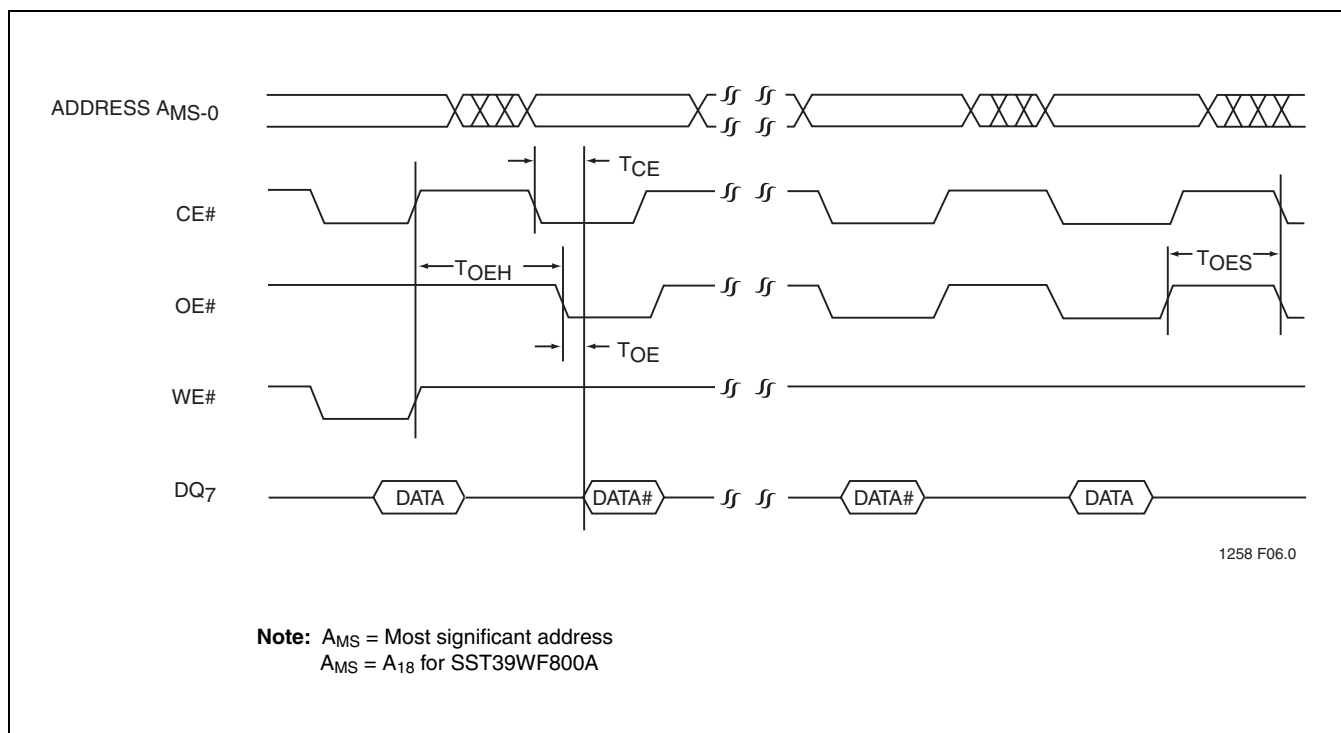 ADDRESS AMS-0
TCE
CE#
TOEH
TOES
OE#
TOE
WE#
DQ7
DATA
DATA#
DATA#
DATA
1258 F06.0
Note: AMS = Most significant address
AMS = A18 for SST39WF800A